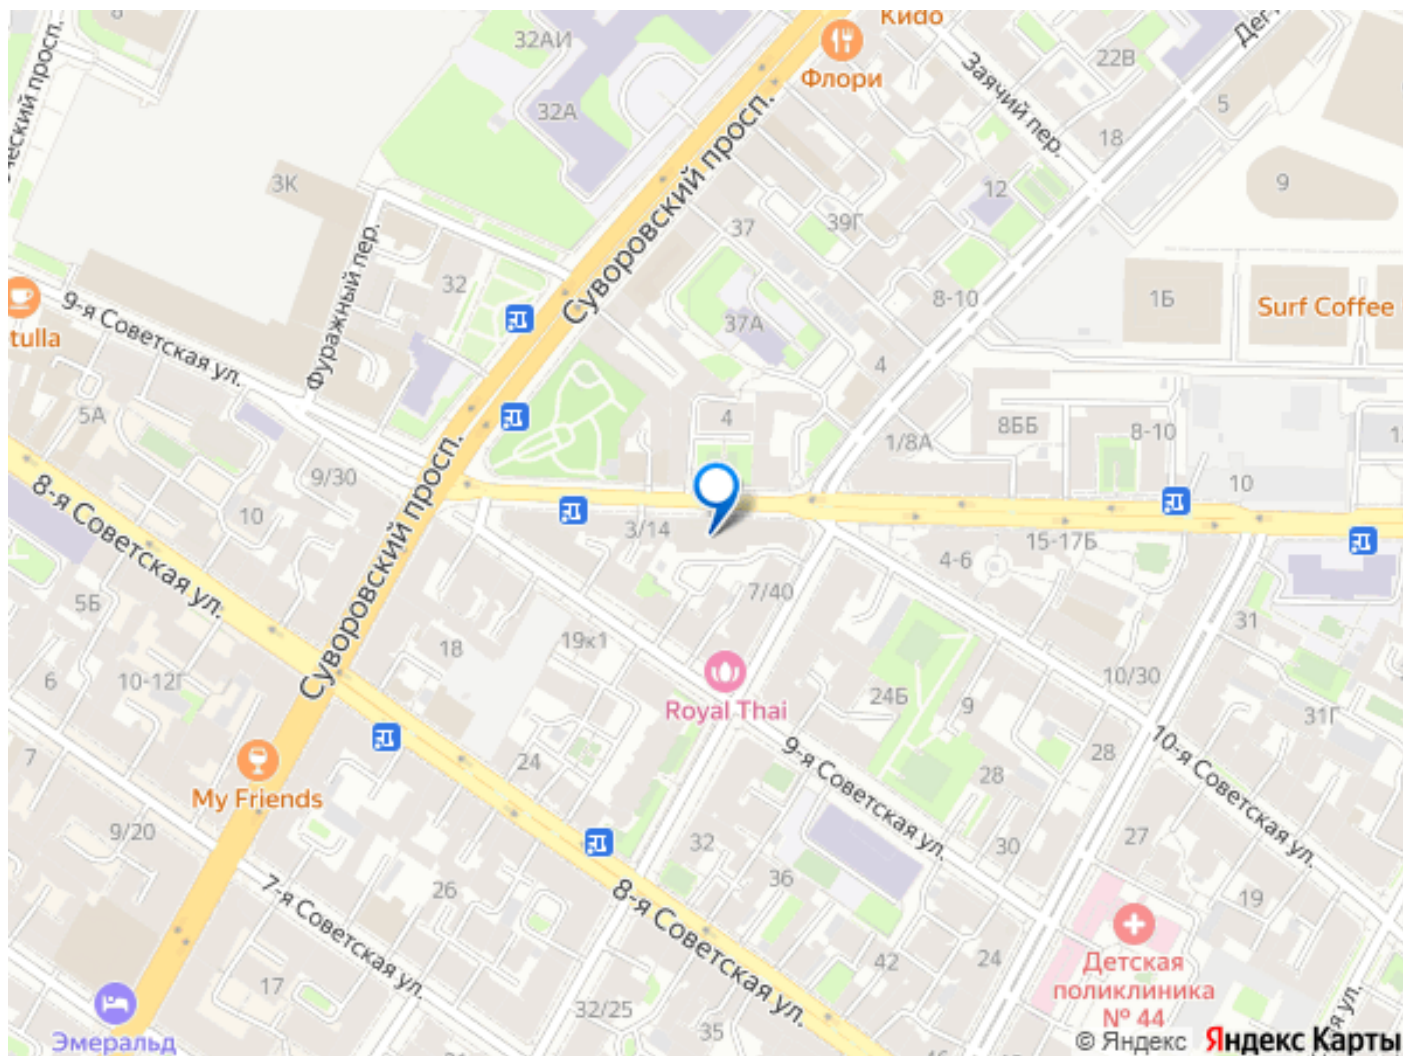 Кидо
32АИ
Флори
22В
Заячий пер.
Дег
еский просп.
32А
5
18
Суворовский просп.
3К
12
9
37
39Г
Фуражный пер.
32
9-я Советская ул.
tulla
8-10
1Б
Surf Coffee
37А
4
4
5А
1/8А
8ББ
8-10
9/30
10
8-я Советская ул.
10
3/14
Суворовский просп.
4-6
15-17Б
5Б
7/40
31
19к1
18
6
10-12Г
24Б
9
10/30
Royal Thai
31Г
10-я Советская ул.
7
24
9-я Советская ул.
28
28
My Friends
9/20
32
30
27
7-я Советская ул.
26
8-я Советская ул.
36
19
17
42
24
Детская
поликлиника
№ 44
32/25
35
я ул.
Эмеральд
46
© Яндекс Яндекс Карты